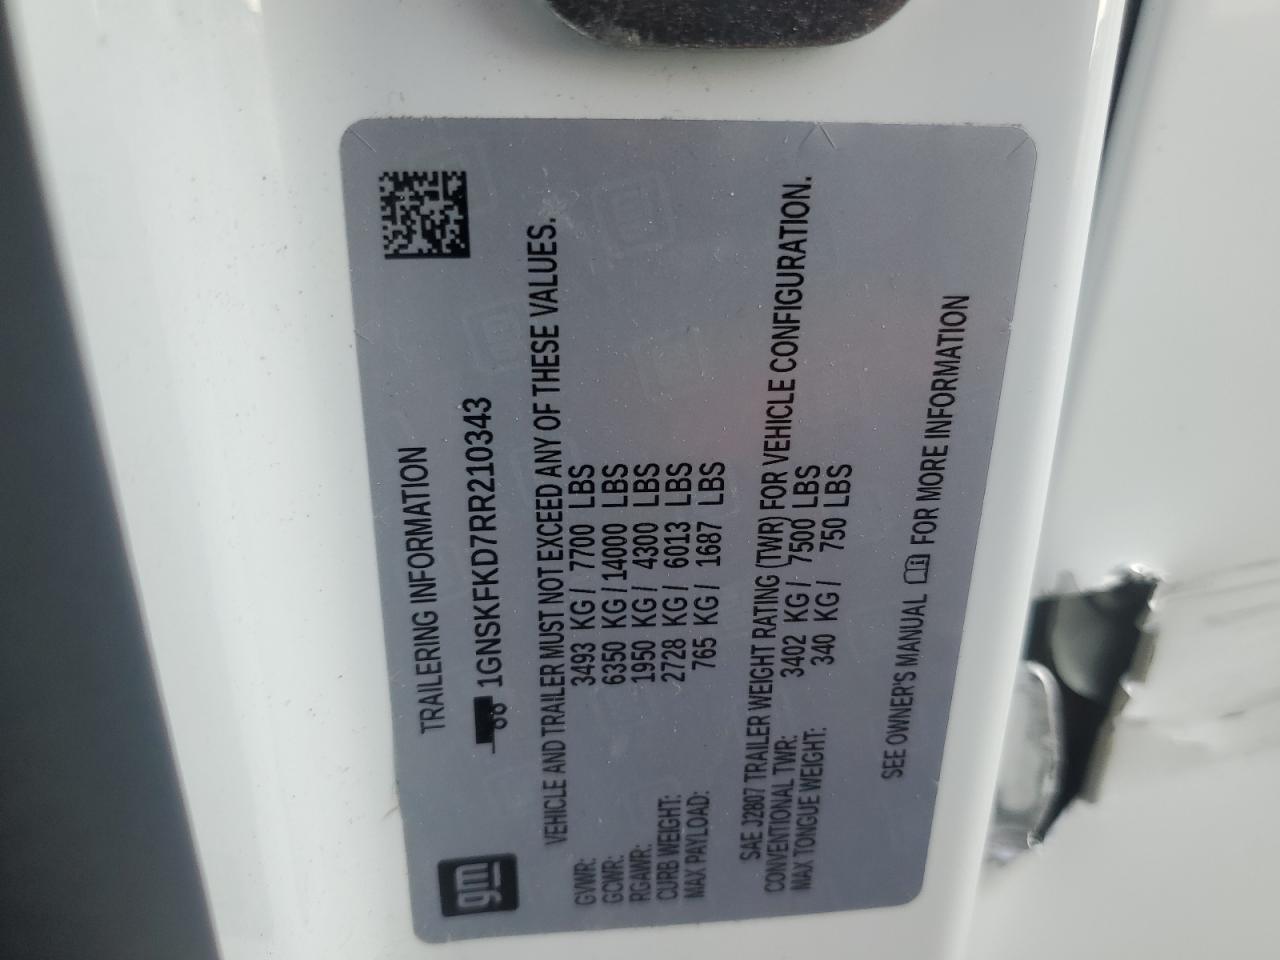 gm
TRAILERING INFORMATION
1GNSKFKD7RR210343
VEHICLE AND TRAILER MUST NOT EXCEED ANY OF THESE VALUES.
GVWR: 3493 KG / 7700 LBS
GCWR: 6350 KG / 14000 LBS
RGAWR: 1950 KG / 4300 LBS
CURB WEIGHT: 2728 KG / 6013 LBS
MAX PAYLOAD: 765 KG / 1687 LBS
SAE J2807 TRAILER WEIGHT RATING (TWR) FOR VEHICLE CONFIGURATION.
CONVENTIONAL TWR: 3402 KG / 7500 LBS
MAX TONGUE WEIGHT: 340 KG / 750 LBS
SEE OWNER'S MANUAL FOR MORE INFORMATION